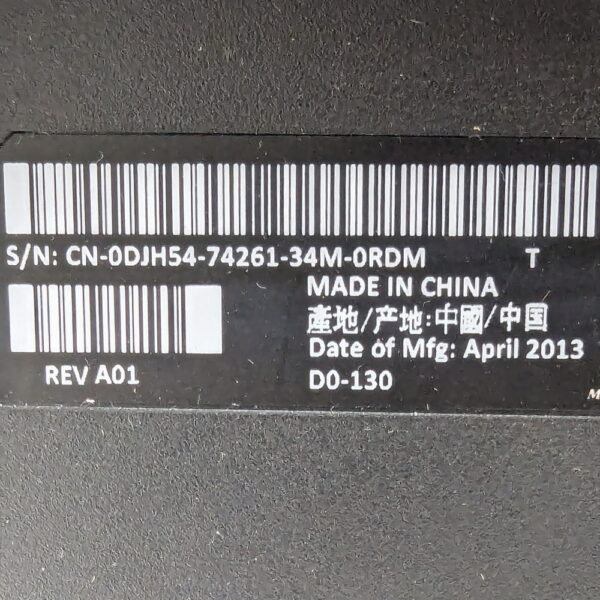 S/N: CN-0DJH54-74261-34M-0RDM T
MADE IN CHINA
產地/产地:中國/中国
Date of Mfg: April 2013
REV A01 D0-130